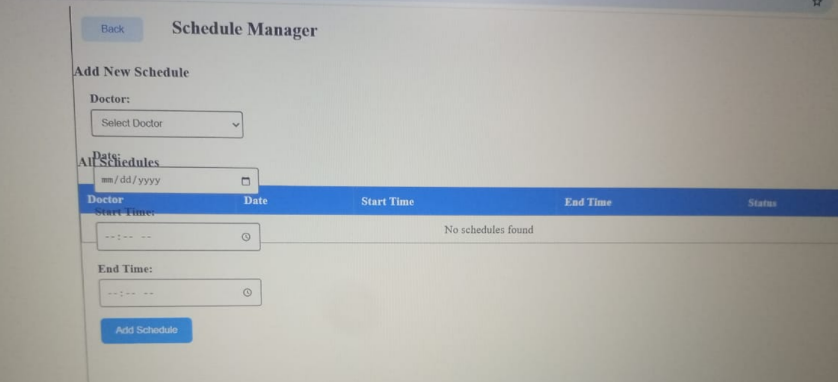 Back
Schedule Manager
Add New Schedule
Doctor:
Select Doctor
Date:
All Schedules
mm/dd/yyyy
Doctor Date Start Time End Time Status
Start Time:
--:-- --
No schedules found
End Time:
--:-- --
Add Schedule